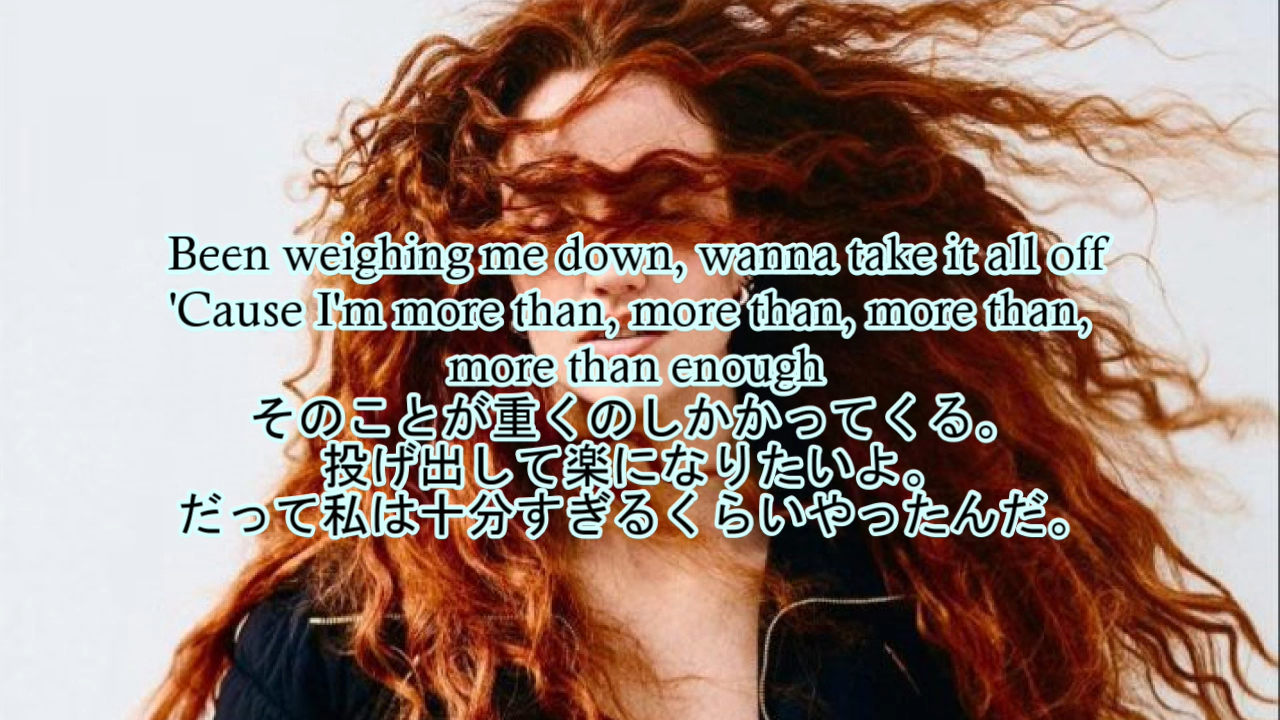 Been weighing me down, wanna take it all off
'Cause I'm more than, more than, more than,
more than enough
そのことが重くのしかかってくる。
投げ出して楽になりたいよ。
だって私は十分すぎるくらいやったんだ。